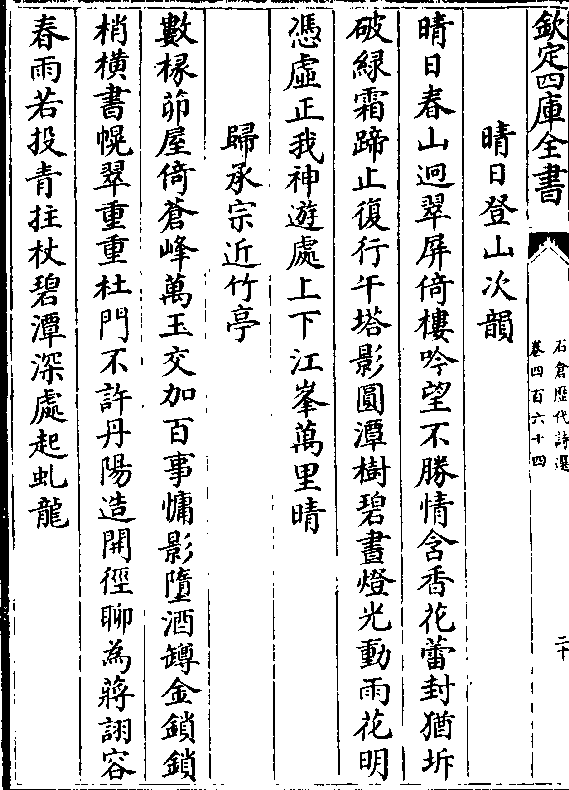 欽定四庫全書
石倉歷代詩選
卷四百六十四
二十
晴日登山次韻
晴日春山迥翠屏倚樓吟望不勝情含香花蕾封猶坼
破綠霜蹄止復行午塔影圓潭樹碧晝燈光動雨花明
憑虛正我神遊處上下江峯萬里晴
歸承宗近竹亭
數椽茆屋倚蒼峰萬玉交加百事慵影墮酒罇金鎖鎖
梢橫書幌翠重重杜門不許丹陽造開徑聊為蔣詡容
春雨若投青拄杖碧潭深處起虬龍